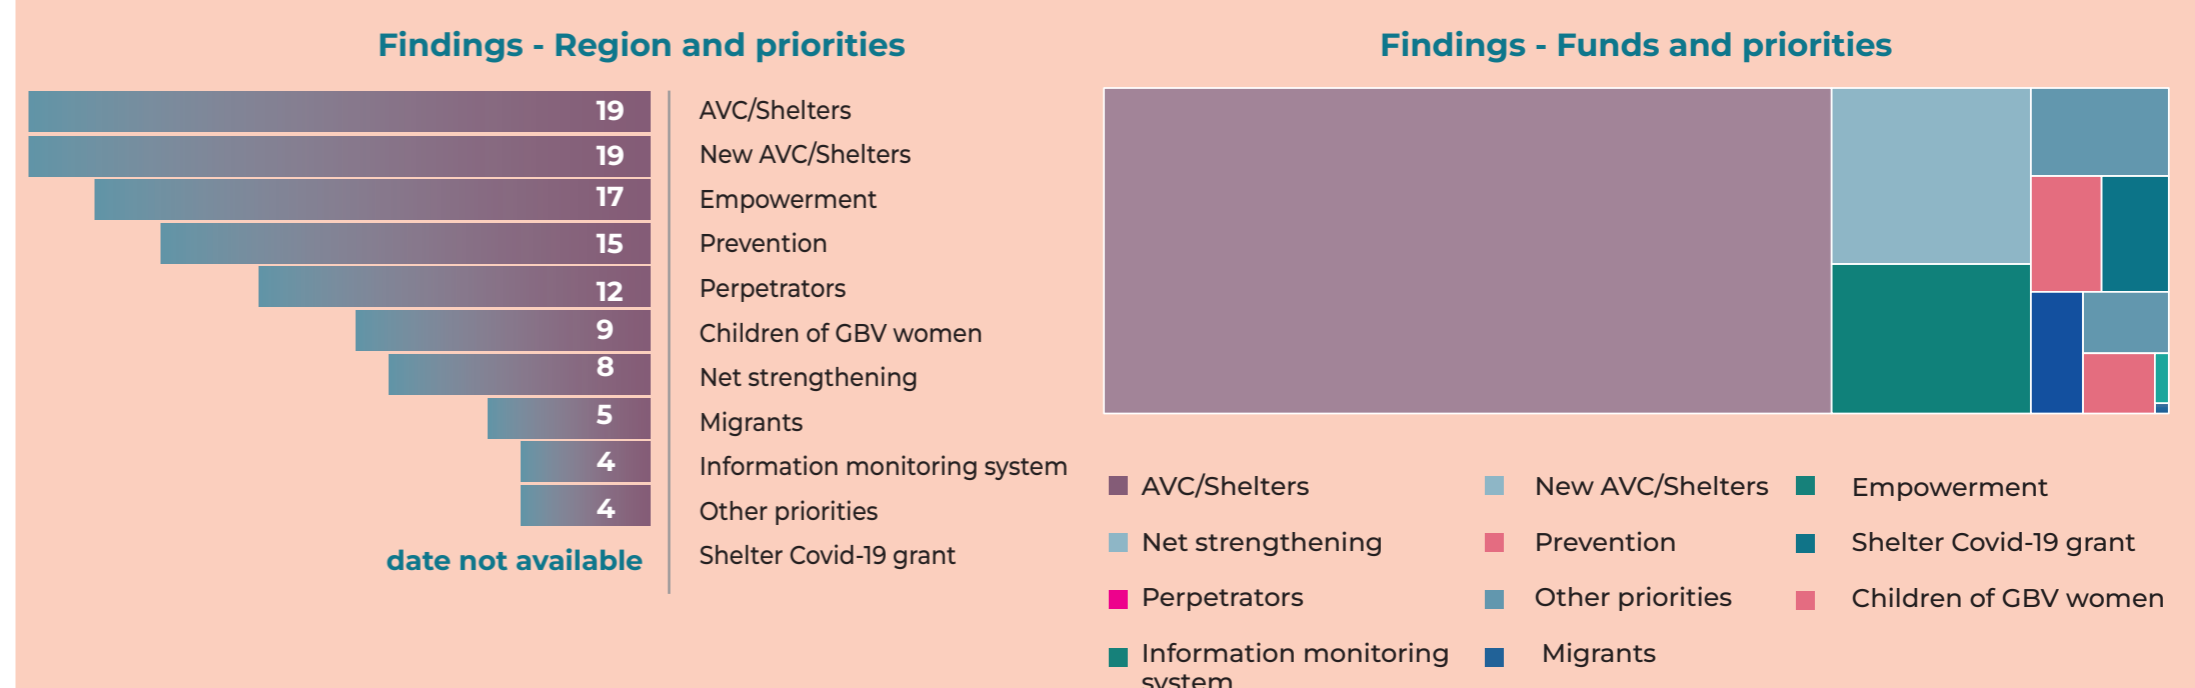 Findings - Region and priorities
19 AVC/Shelters
19 New AVC/Shelters
17 Empowerment
15 Prevention
12 Perpetrators
9 Children of GBV women
8 Net strengthening
5 Migrants
4 Information monitoring system
4 Other priorities
date not available Shelter Covid-19 grant
Findings - Funds and priorities
AVC/Shelters New AVC/Shelters Empowerment
Net strengthening Prevention Shelter Covid-19 grant
Perpetrators Other priorities Children of GBV women
Information monitoring Migrants
system